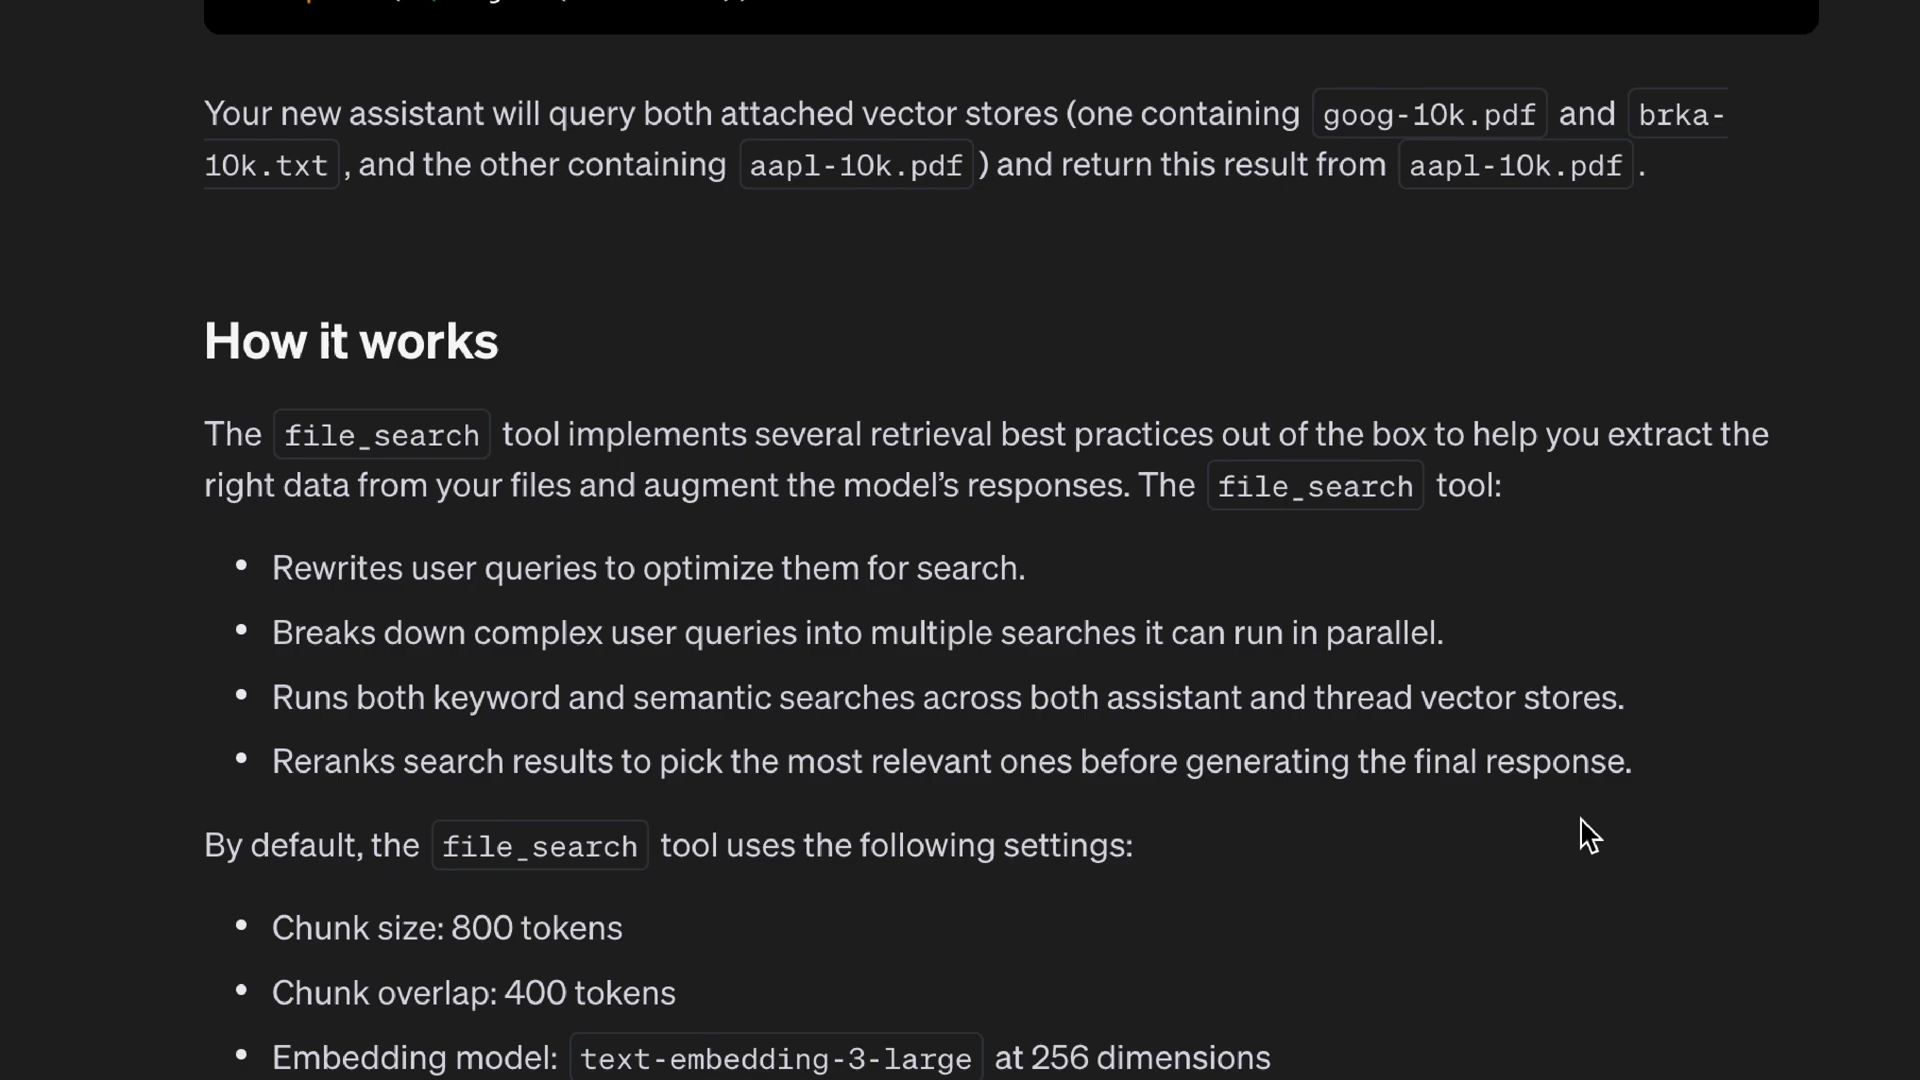 Your new assistant will query both attached vector stores (one containing goog-10k.pdf and brka-
10k.txt, and the other containing aapl-10k.pdf) and return this result from aapl-10k.pdf.
How it works
The file_search tool implements several retrieval best practices out of the box to help you extract the
right data from your files and augment the model’s responses. The file_search tool:
• Rewrites user queries to optimize them for search.
• Breaks down complex user queries into multiple searches it can run in parallel.
• Runs both keyword and semantic searches across both assistant and thread vector stores.
• Reranks search results to pick the most relevant ones before generating the final response.
By default, the file_search tool uses the following settings:
• Chunk size: 800 tokens
• Chunk overlap: 400 tokens
• Embedding model: text-embedding-3-large at 256 dimensions